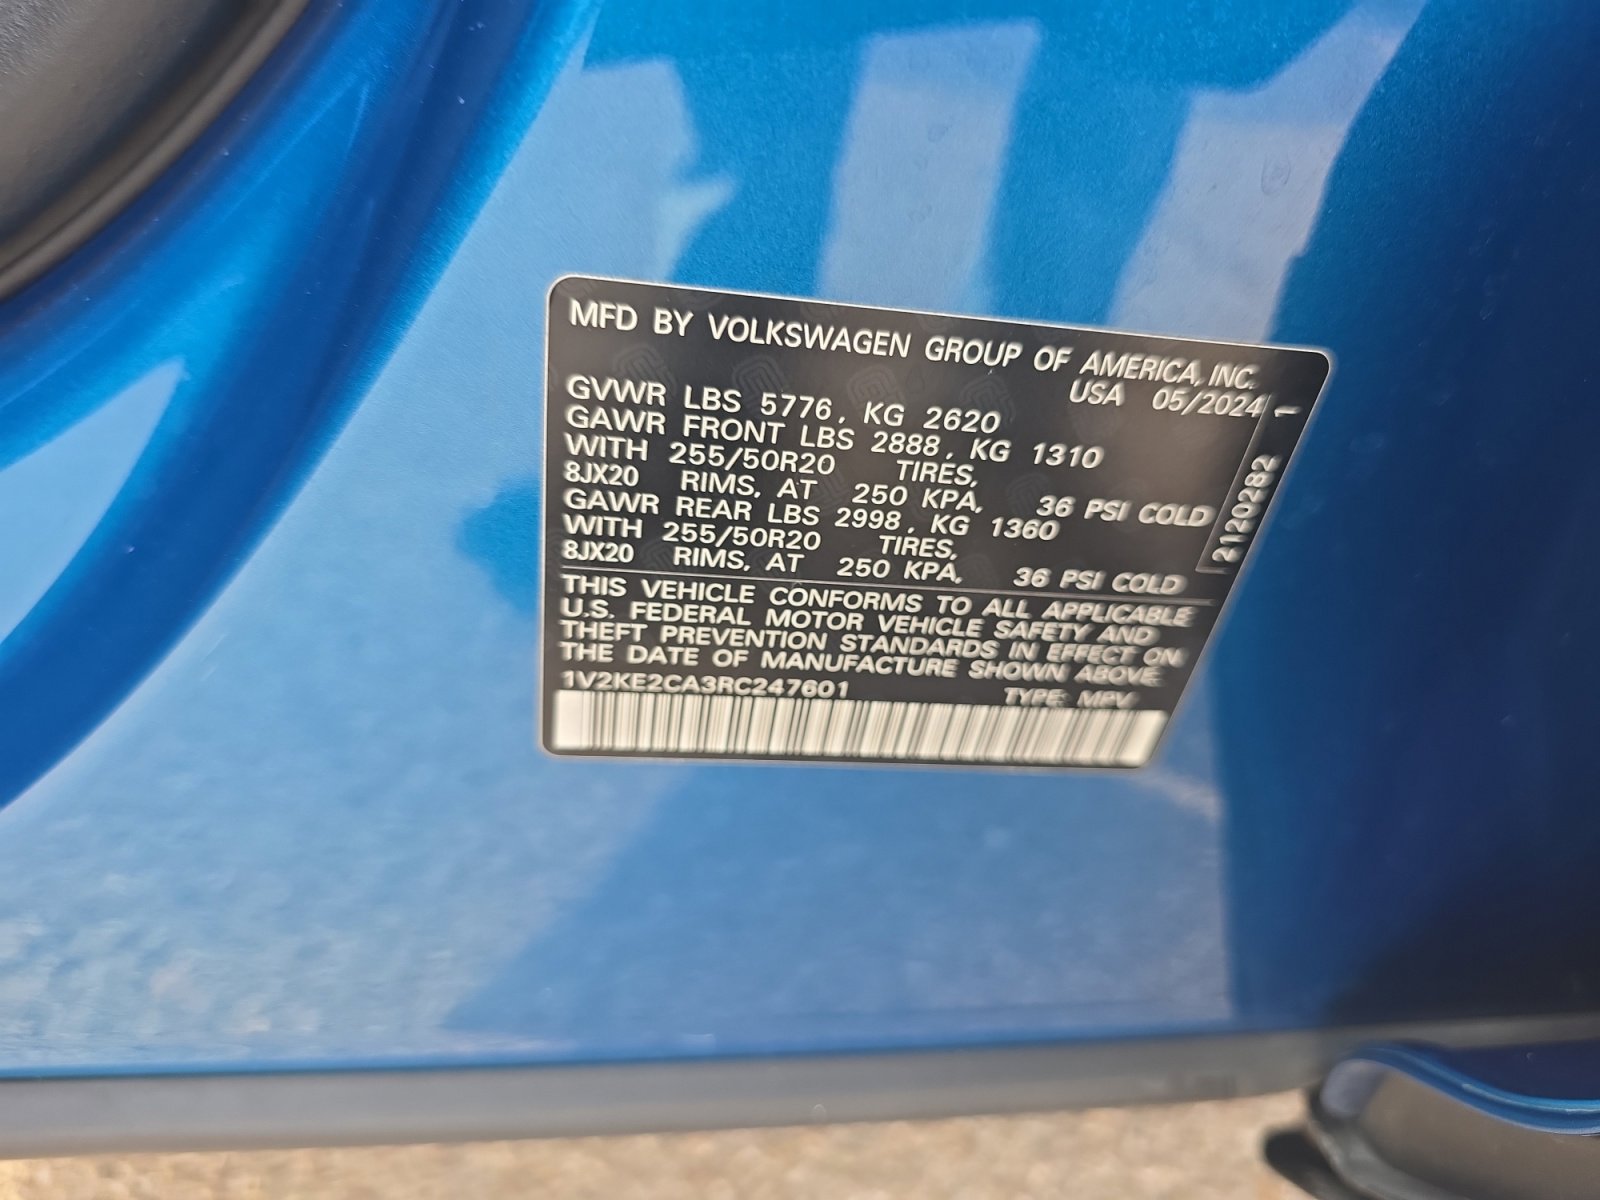 MFD BY VOLKSWAGEN GROUP OF AMERICA, INC.
USA 05/2024
GVWR LBS 5776, KG 2620
GAWR FRONT LBS 2888, KG 1310
WITH 255/50R20 TIRES,
8JX20 RIMS, AT 250 KPA, 36 PSI COLD
GAWR REAR LBS 2998, KG 1360
WITH 255/50R20 TIRES,
8JX20 RIMS, AT 250 KPA, 36 PSI COLD
2120282 1
THIS VEHICLE CONFORMS TO ALL APPLICABLE
U.S. FEDERAL MOTOR VEHICLE SAFETY AND
THEFT PREVENTION STANDARDS IN EFFECT ON
THE DATE OF MANUFACTURE SHOWN ABOVE.
1V2KE2CA3RC247601 TYPE: MPV